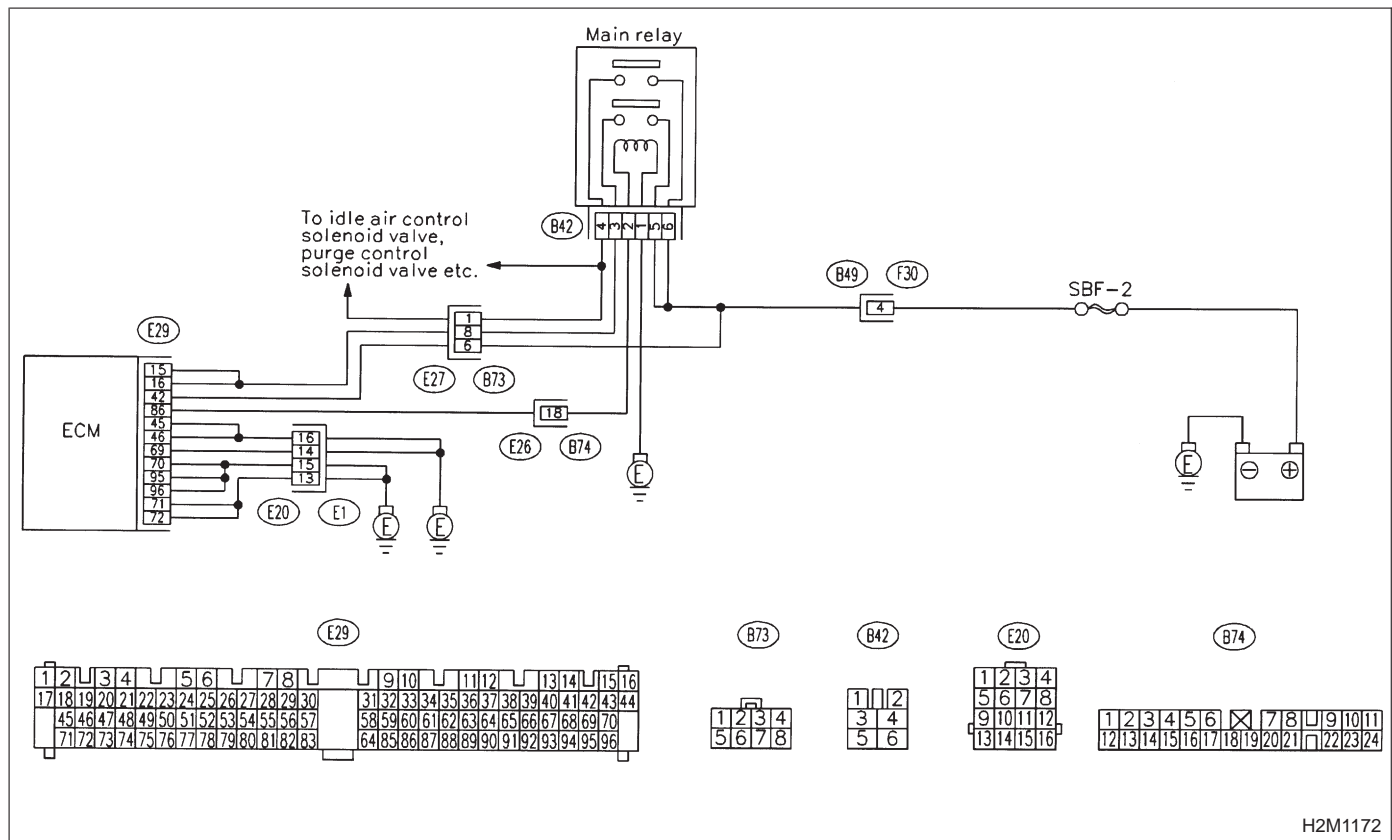 Main relay
B42
4 3 2 1 5 6
To idle air control
solenoid valve,
purge control
solenoid valve etc.
B49 F30
4
SBF-2
E29
1
8
6
E27 B73
ECM
15
16
42
86
45
46
69
70
95
96
71
72
18
E26 B74
16
14
15
13
E20 E1
E
E
E
E
E29
1 2 3 4 5 6 7 8 9 10 11 12 13 14 15 16
17 18 19 20 21 22 23 24 25 26 27 28 29 30 31 32 33 34 35 36 37 38 39 40 41 42 43 44
45 46 47 48 49 50 51 52 53 54 55 56 57 58 59 60 61 62 63 64 65 66 67 68 69 70
71 72 73 74 75 76 77 78 79 80 81 82 83 64 85 86 87 88 89 90 91 92 93 94 95 96
B73
1 2 3 4
5 6 7 8
B42
1 2
3 4
5 6
E20
1 2 3 4
5 6 7 8
9 10 11 12
13 14 15 16
B74
1 2 3 4 5 6 7 8 9 10 11
12 13 14 15 16 17 18 19 20 21 22 23 24
H2M1172